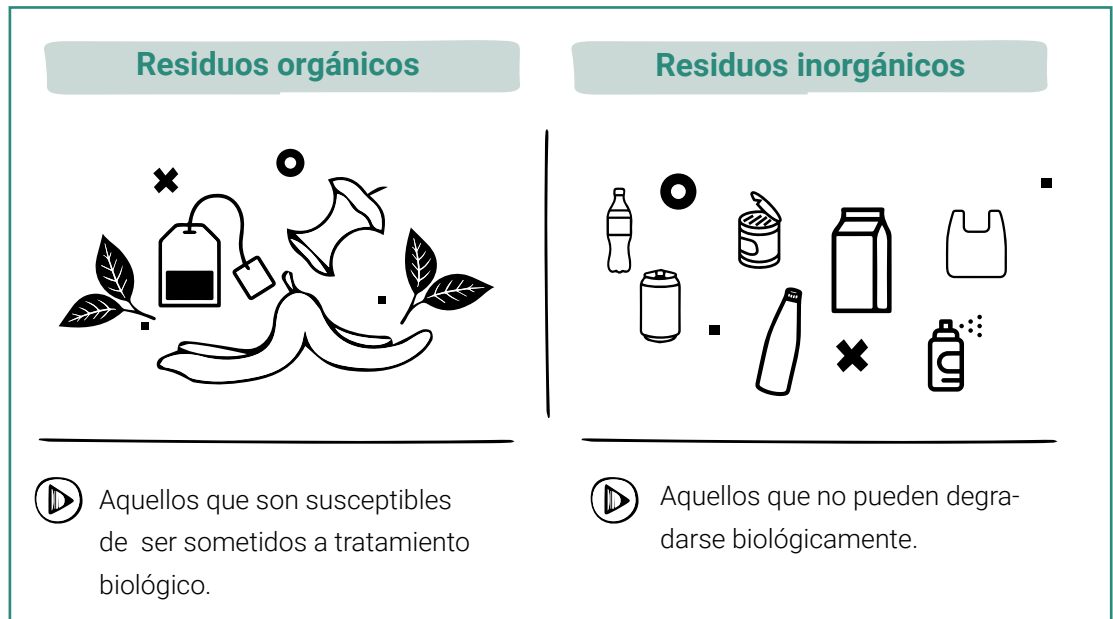 Residuos orgánicos
Residuos inorgánicos
Aquellos que son susceptibles
de ser sometidos a tratamiento
biológico.
Aquellos que no pueden degra-
darse biológicamente.